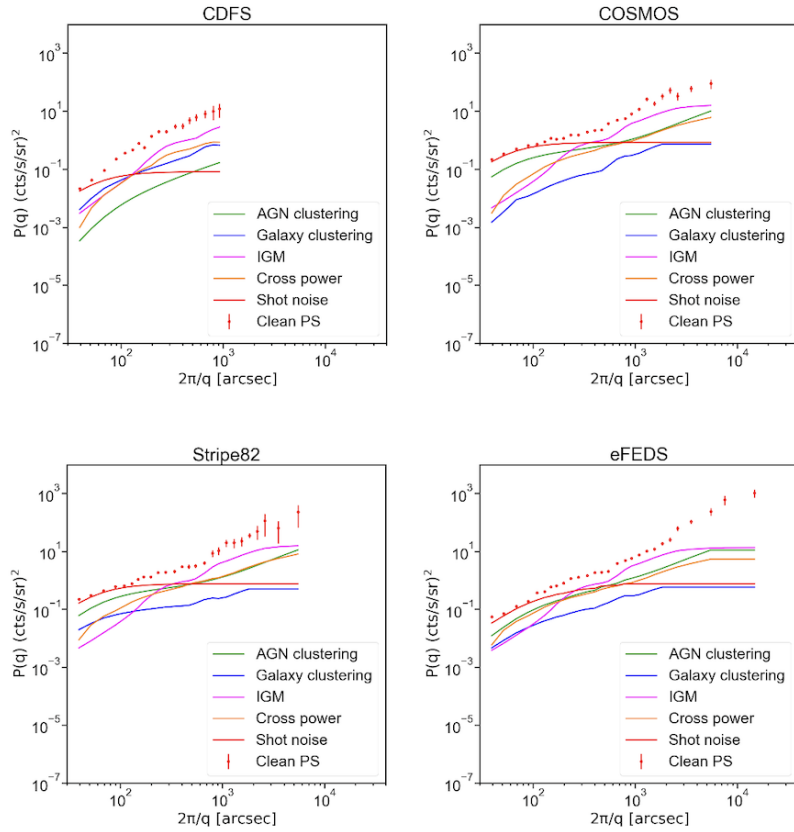 CDFS
10³
10¹
10⁻¹
10⁻³
10⁻⁵
10⁻⁷
P(q) (cts/s/sr)²
AGN clustering
Galaxy clustering
IGM
Cross power
Shot noise
Clean PS
10²
10³
10⁴
2π/q [arcsec]
COSMOS
10³
10¹
10⁻¹
10⁻³
10⁻⁵
10⁻⁷
P(q) (cts/s/sr)²
AGN clustering
Galaxy clustering
IGM
Cross power
Shot noise
Clean PS
10²
10³
10⁴
2π/q [arcsec]
Stripe82
10³
10¹
10⁻¹
10⁻³
10⁻⁵
10⁻⁷
P(q) (cts/s/sr)²
AGN clustering
Galaxy clustering
IGM
Cross power
Shot noise
Clean PS
10²
10³
10⁴
2π/q [arcsec]
eFEDS
10³
10¹
10⁻¹
10⁻³
10⁻⁵
10⁻⁷
P(q) (cts/s/sr)²
AGN clustering
Galaxy clustering
IGM
Cross power
Shot noise
Clean PS
10²
10³
10⁴
2π/q [arcsec]